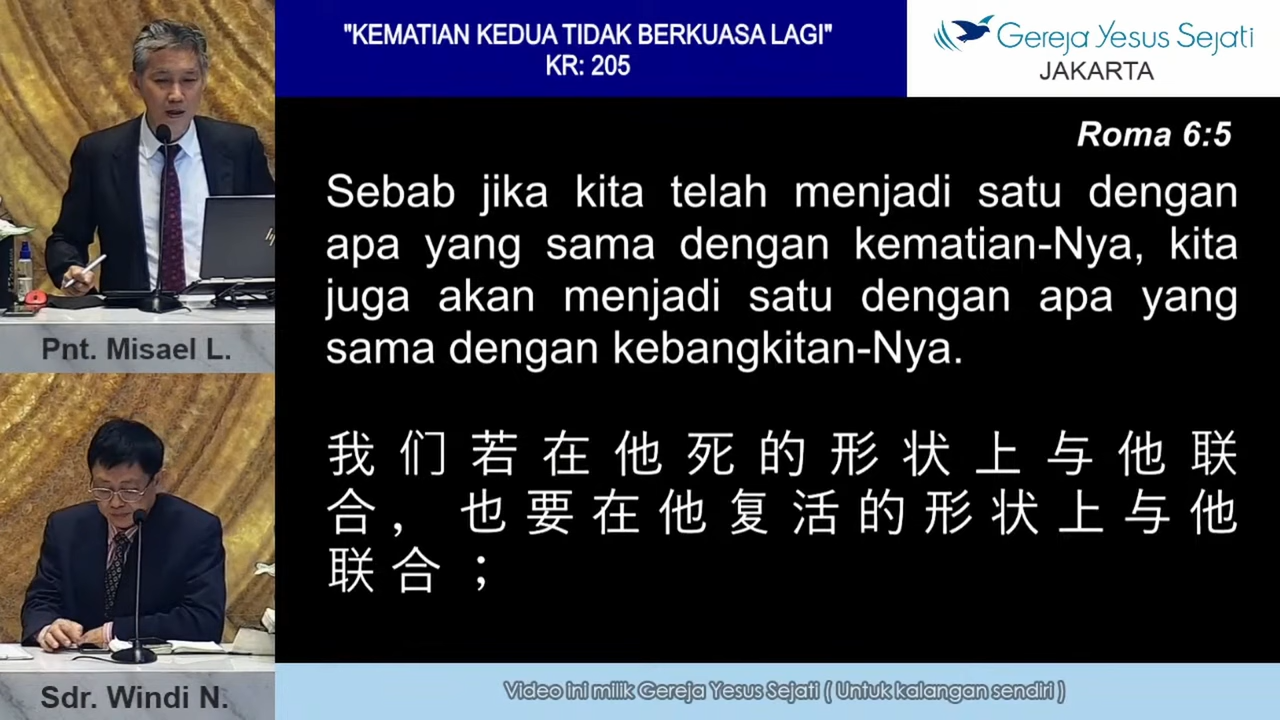 "KEMATIAN KEDUA TIDAK BERKUASA LAGI"
KR: 205
Gereja Yesus Sejati
JAKARTA
Roma 6:5
Sebab jika kita telah menjadi satu dengan
apa yang sama dengan kematian-Nya, kita
juga akan menjadi satu dengan apa yang
sama dengan kebangkitan-Nya.
我们若在他死的形状上与他联
合，也要在他复活的形状上与他
联合；
Pnt. Misael L.
Sdr. Windi N.
Video ini milik Gereja Yesus Sejati ( Untuk kalangan sendiri )